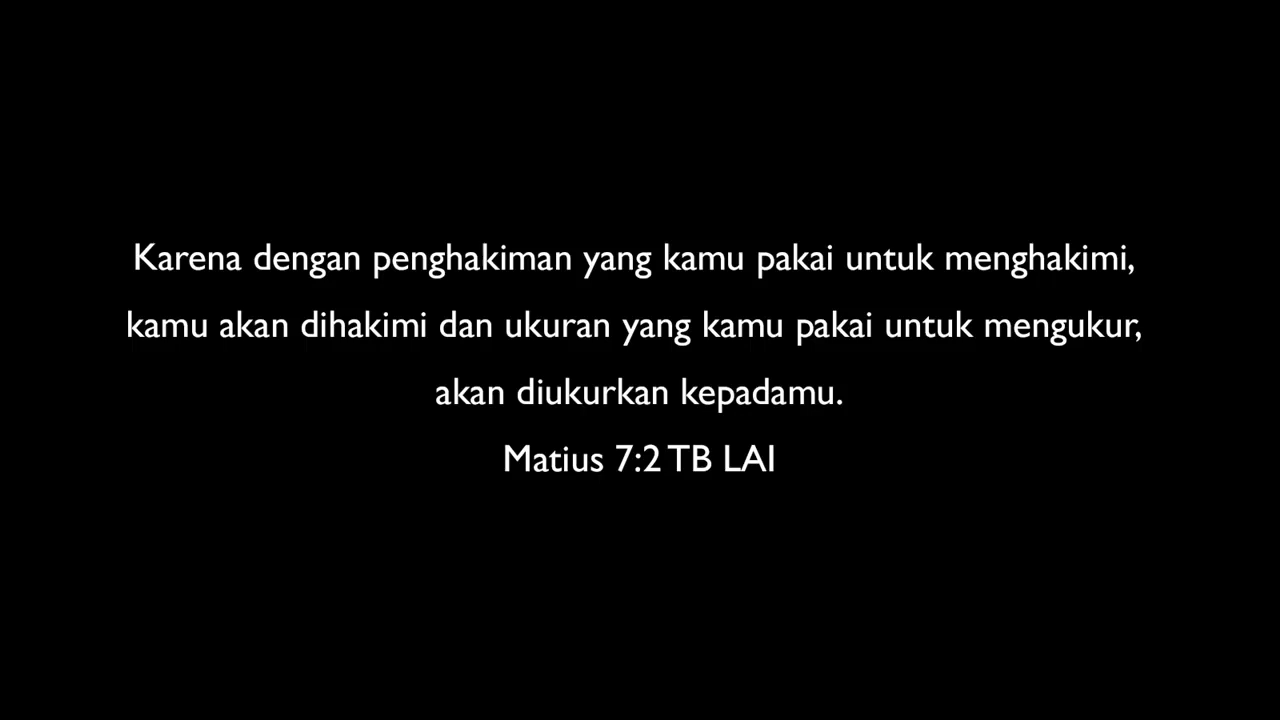 Karena dengan penghakiman yang kamu pakai untuk menghakimi,
kamu akan dihakimi dan ukuran yang kamu pakai untuk mengukur,
akan diukurkan kepadamu.
Matius 7:2 TB LAI